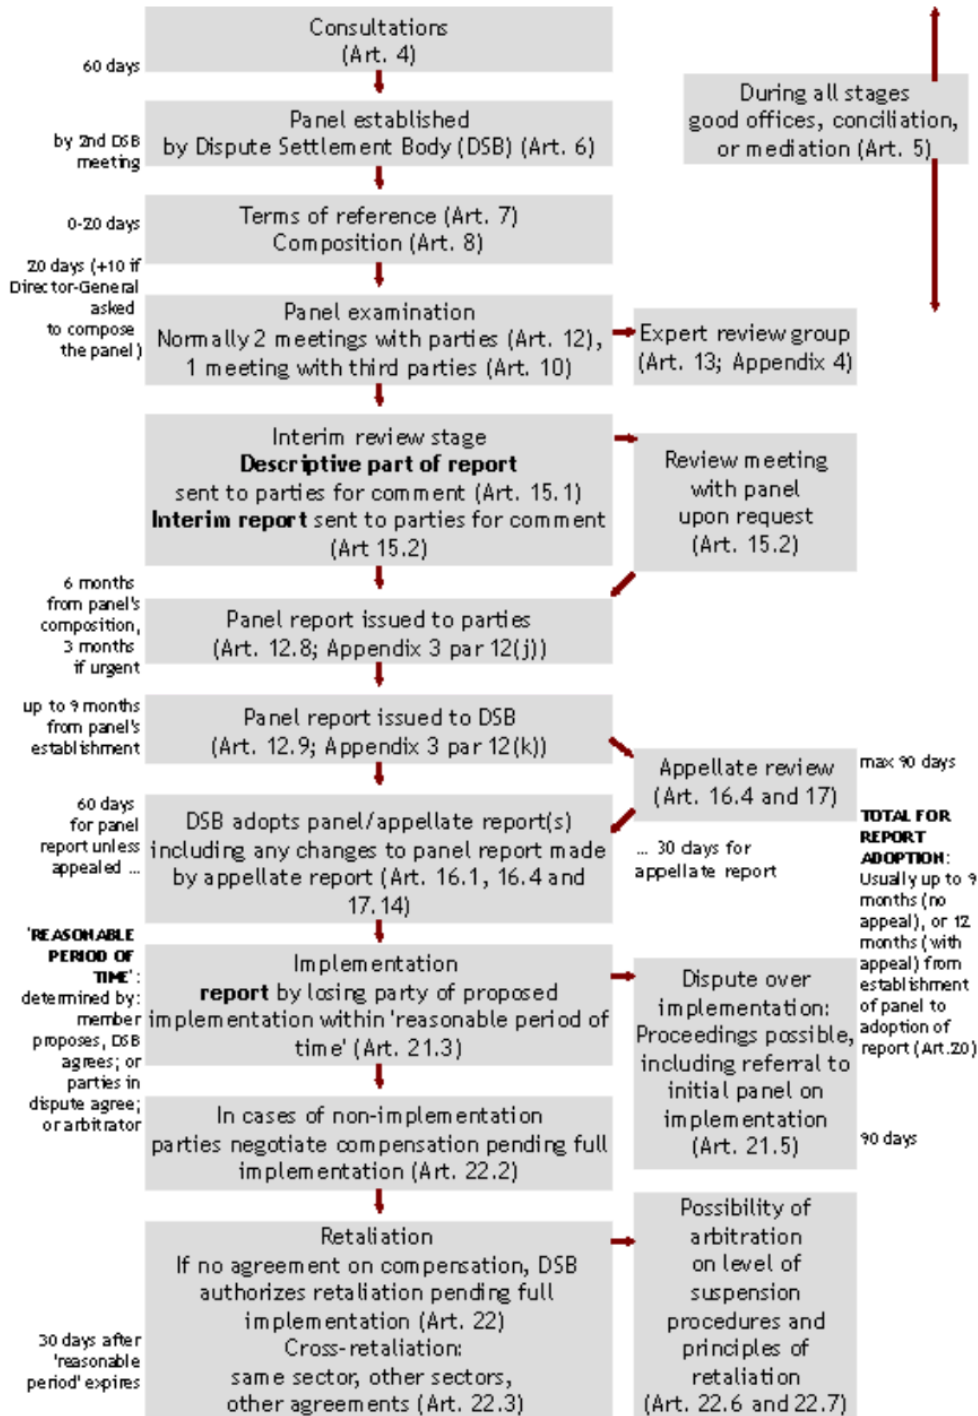 Consultations
(Art. 4)
60 days
During all stages
good offices, conciliation,
or mediation (Art. 5)
Panel established
by Dispute Settlement Body (DSB) (Art. 6)
by 2nd DSB
meeting
Terms of reference (Art. 7)
Composition (Art. 8)
0-20 days
20 days (+10 if
Director-General
asked
to compose
the panel)
Panel examination
Normally 2 meetings with parties (Art. 12),
1 meeting with third parties (Art. 10)
Expert review group
(Art. 13; Appendix 4)
Interim review stage
Descriptive part of report
sent to parties for comment (Art. 15.1)
Interim report sent to parties for comment
(Art 15.2)
Review meeting
with panel
upon request
(Art. 15.2)
6 months
from panel's
composition,
3 months
if urgent
Panel report issued to parties
(Art. 12.8; Appendix 3 par 12(j))
up to 9 months
from panel's
establishment
Panel report issued to DSB
(Art. 12.9; Appendix 3 par 12(k))
Appellate review
(Art. 16.4 and 17)
max 90 days
60 days
for panel
report unless
appealed ...
DSB adopts panel/appellate report(s)
including any changes to panel report made
by appellate report (Art. 16.1, 16.4 and
17.14)
... 30 days for
appellate report
TOTAL FOR
REPORT
ADOPTION:
Usually up to 9
months (no
appeal), or 12
months (with
appeal) from
establishment
of panel to
adoption of
report (Art.20)
'REASONABLE
PERIOD OF
TIME':
determined by:
member
proposes, DSB
agrees; or
parties in
dispute agree;
or arbitrator
Implementation
report by losing party of proposed
implementation within 'reasonable period of
time' (Art. 21.3)
Dispute over
implementation:
Proceedings possible,
including referral to
initial panel on
implementation
(Art. 21.5)
90 days
In cases of non-implementation
parties negotiate compensation pending full
implementation (Art. 22.2)
Retaliation
If no agreement on compensation, DSB
authorizes retaliation pending full
implementation (Art. 22)
Cross-retaliation:
same sector, other sectors,
other agreements (Art. 22.3)
30 days after
'reasonable
period' expires
Possibility of
arbitration
on level of
suspension
procedures and
principles of
retaliation
(Art. 22.6 and 22.7)